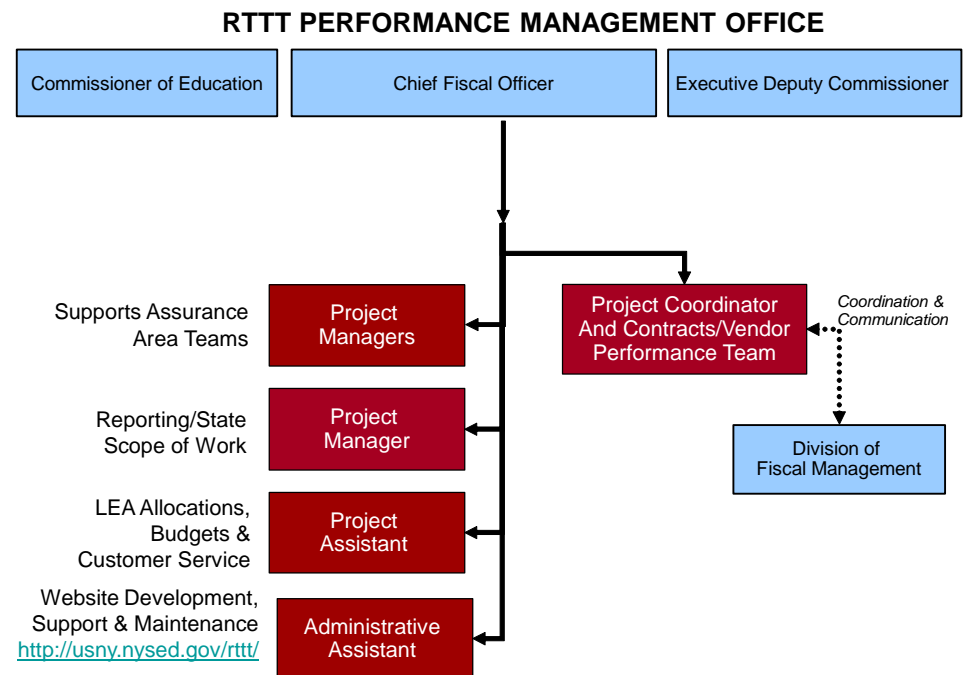 RTTT PERFORMANCE MANAGEMENT OFFICE
Commissioner of Education
Chief Fiscal Officer
Executive Deputy Commissioner
Supports Assurance
Area Teams
Project
Managers
Project Coordinator
And Contracts/Vendor
Performance Team
Coordination &
Communication
Reporting/State
Scope of Work
Project
Manager
Division of
Fiscal Management
LEA Allocations,
Budgets &
Customer Service
Project
Assistant
Website Development,
Support & Maintenance
http://usny.nysed.gov/rttt/
Administrative
Assistant